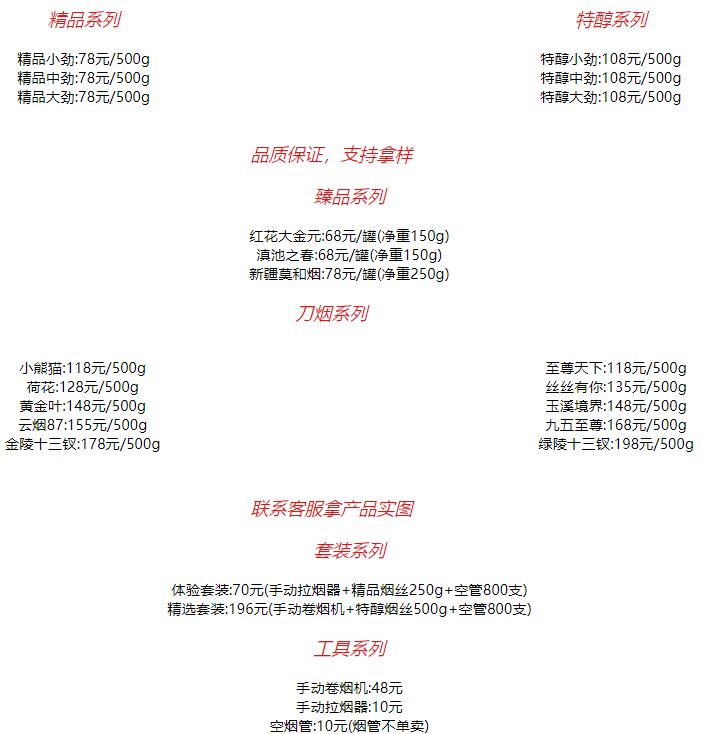 精品系列
精品小劲:78元/500g
精品中劲:78元/500g
精品大劲:78元/500g
特醇系列
特醇小劲:108元/500g
特醇中劲:108元/500g
特醇大劲:108元/500g
品质保证，支持拿样
臻品系列
红花大金元:68元/罐(净重150g)
滇池之春:68元/罐(净重150g)
新疆莫和烟:78元/罐(净重250g)
刀烟系列
小熊猫:118元/500g
荷花:128元/500g
黄金叶:148元/500g
云烟87:155元/500g
金陵十三钗:178元/500g
至尊天下:118元/500g
丝丝有你:135元/500g
玉溪境界:148元/500g
九五至尊:168元/500g
绿陵十三钗:198元/500g
联系客服拿产品实图
套装系列
体验套装:70元(手动拉烟器+精品烟丝250g+空管800支)
精选套装:196元(手动卷烟机+特醇烟丝500g+空管800支)
工具系列
手动卷烟机:48元
手动拉烟器:10元
空烟管:10元(烟管不单卖)